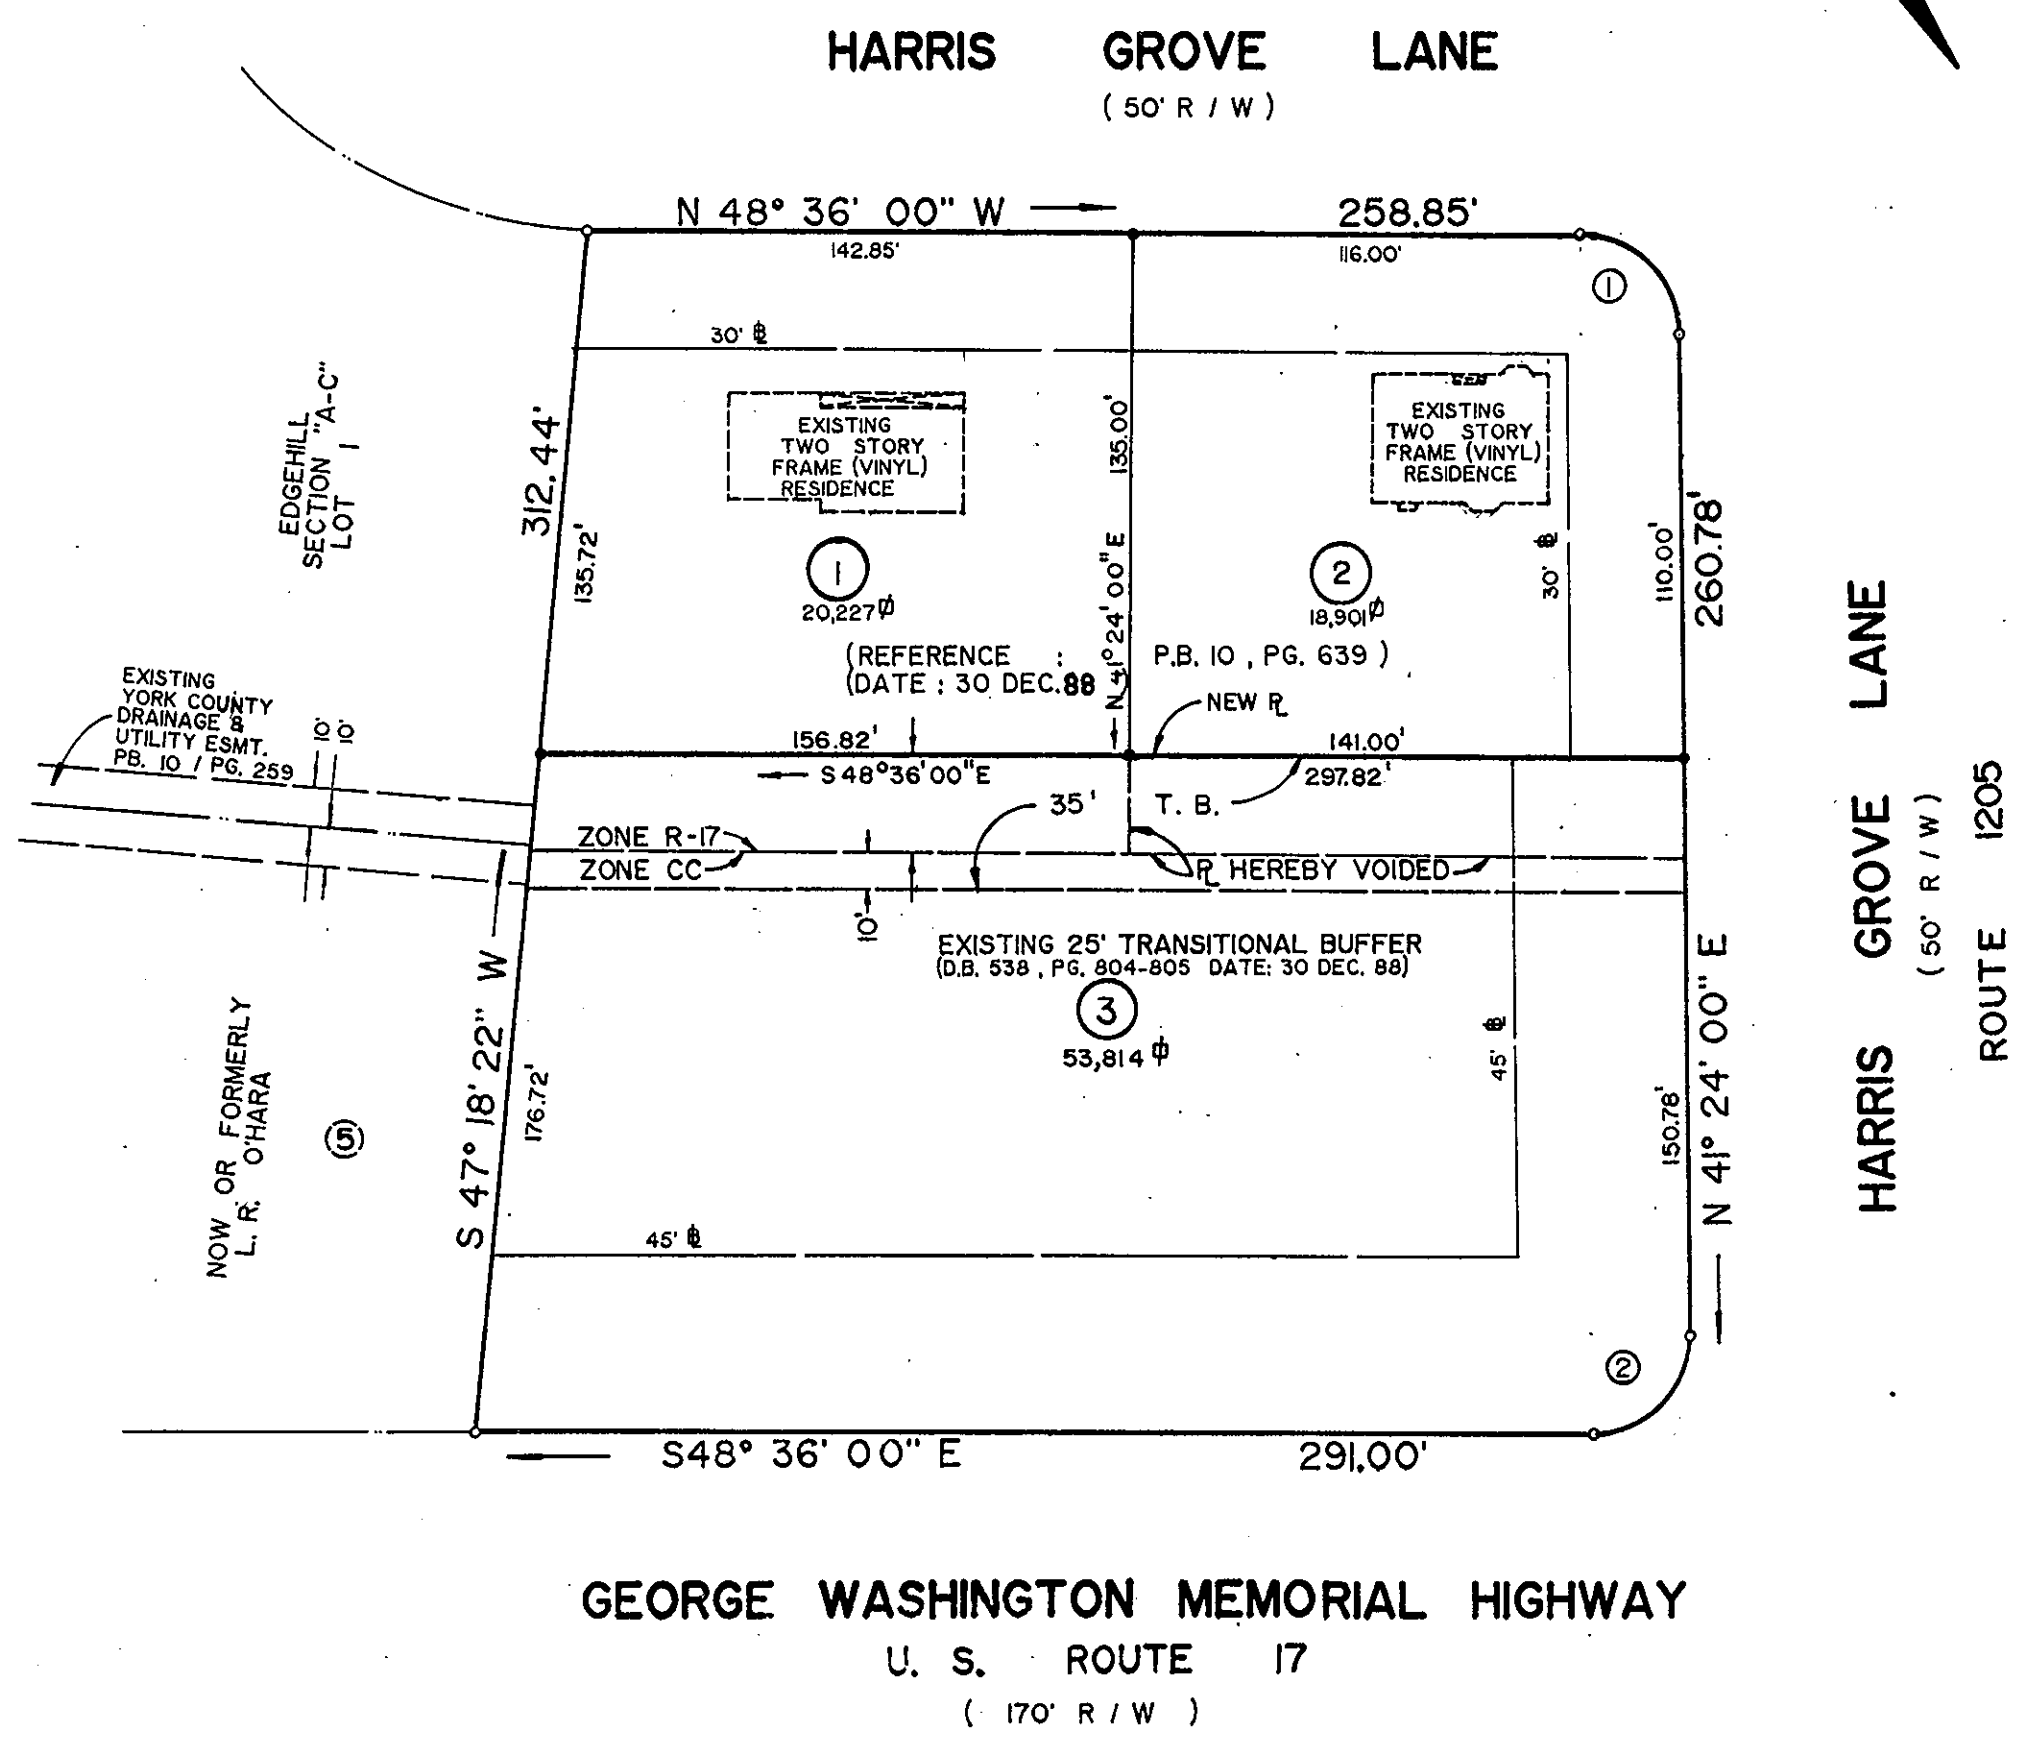 HARRIS GROVE LANE
( 50' R / W )
N 48° 36' 00" W
258.85'
142.85'
116.00'
1
30' BL
EDGEHILL
SECTION "A-C"
LOT 1
312.44'
135.72'
EXISTING
TWO STORY
FRAME (VINYL)
RESIDENCE
1
20,227
135.00'
N 41° 24' 00" E
EXISTING
TWO STORY
FRAME (VINYL)
RESIDENCE
2
18,901
30' BL
110.00'
260.78'
(REFERENCE : P.B. 10 , PG. 639 )
(DATE : 30 DEC. 88 )
NEW PL
EXISTING
YORK COUNTY
DRAINAGE &
UTILITY ESMT.
PB. 10 / PG. 259
10'
10'
156.82'
141.00'
S 48° 36' 00" E
297.82'
35'
T. B.
ZONE R-17
ZONE CC
PL HEREBY VOIDED
10'
EXISTING 25' TRANSITIONAL BUFFER
(D.B. 538 , PG. 804-805 DATE: 30 DEC. 88)
3
53,814
45' BL
NOW OR FORMERLY
L. R. O'HARA
5
S 47° 18' 22" W
176.72'
150.78'
N 41° 24' 00" E
HARRIS GROVE LANE
(50' R / W )
ROUTE 1205
45' BL
2
S48° 36' 00" E
291.00'
GEORGE WASHINGTON MEMORIAL HIGHWAY
U. S. ROUTE 17
( 170' R / W )